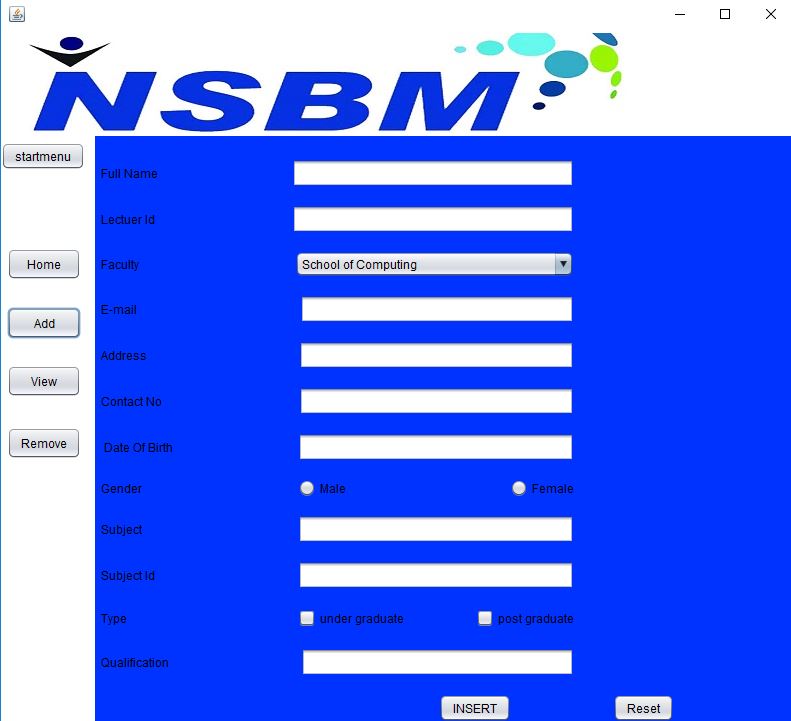 NSBM
startmenu
Full Name
Lectuer Id
Home
Faculty
School of Computing
E-mail
Add
Address
View
Contact No
Remove
Date Of Birth
Gender
Male
Female
Subject
Subject Id
Type
under graduate
post graduate
Qualification
INSERT
Reset